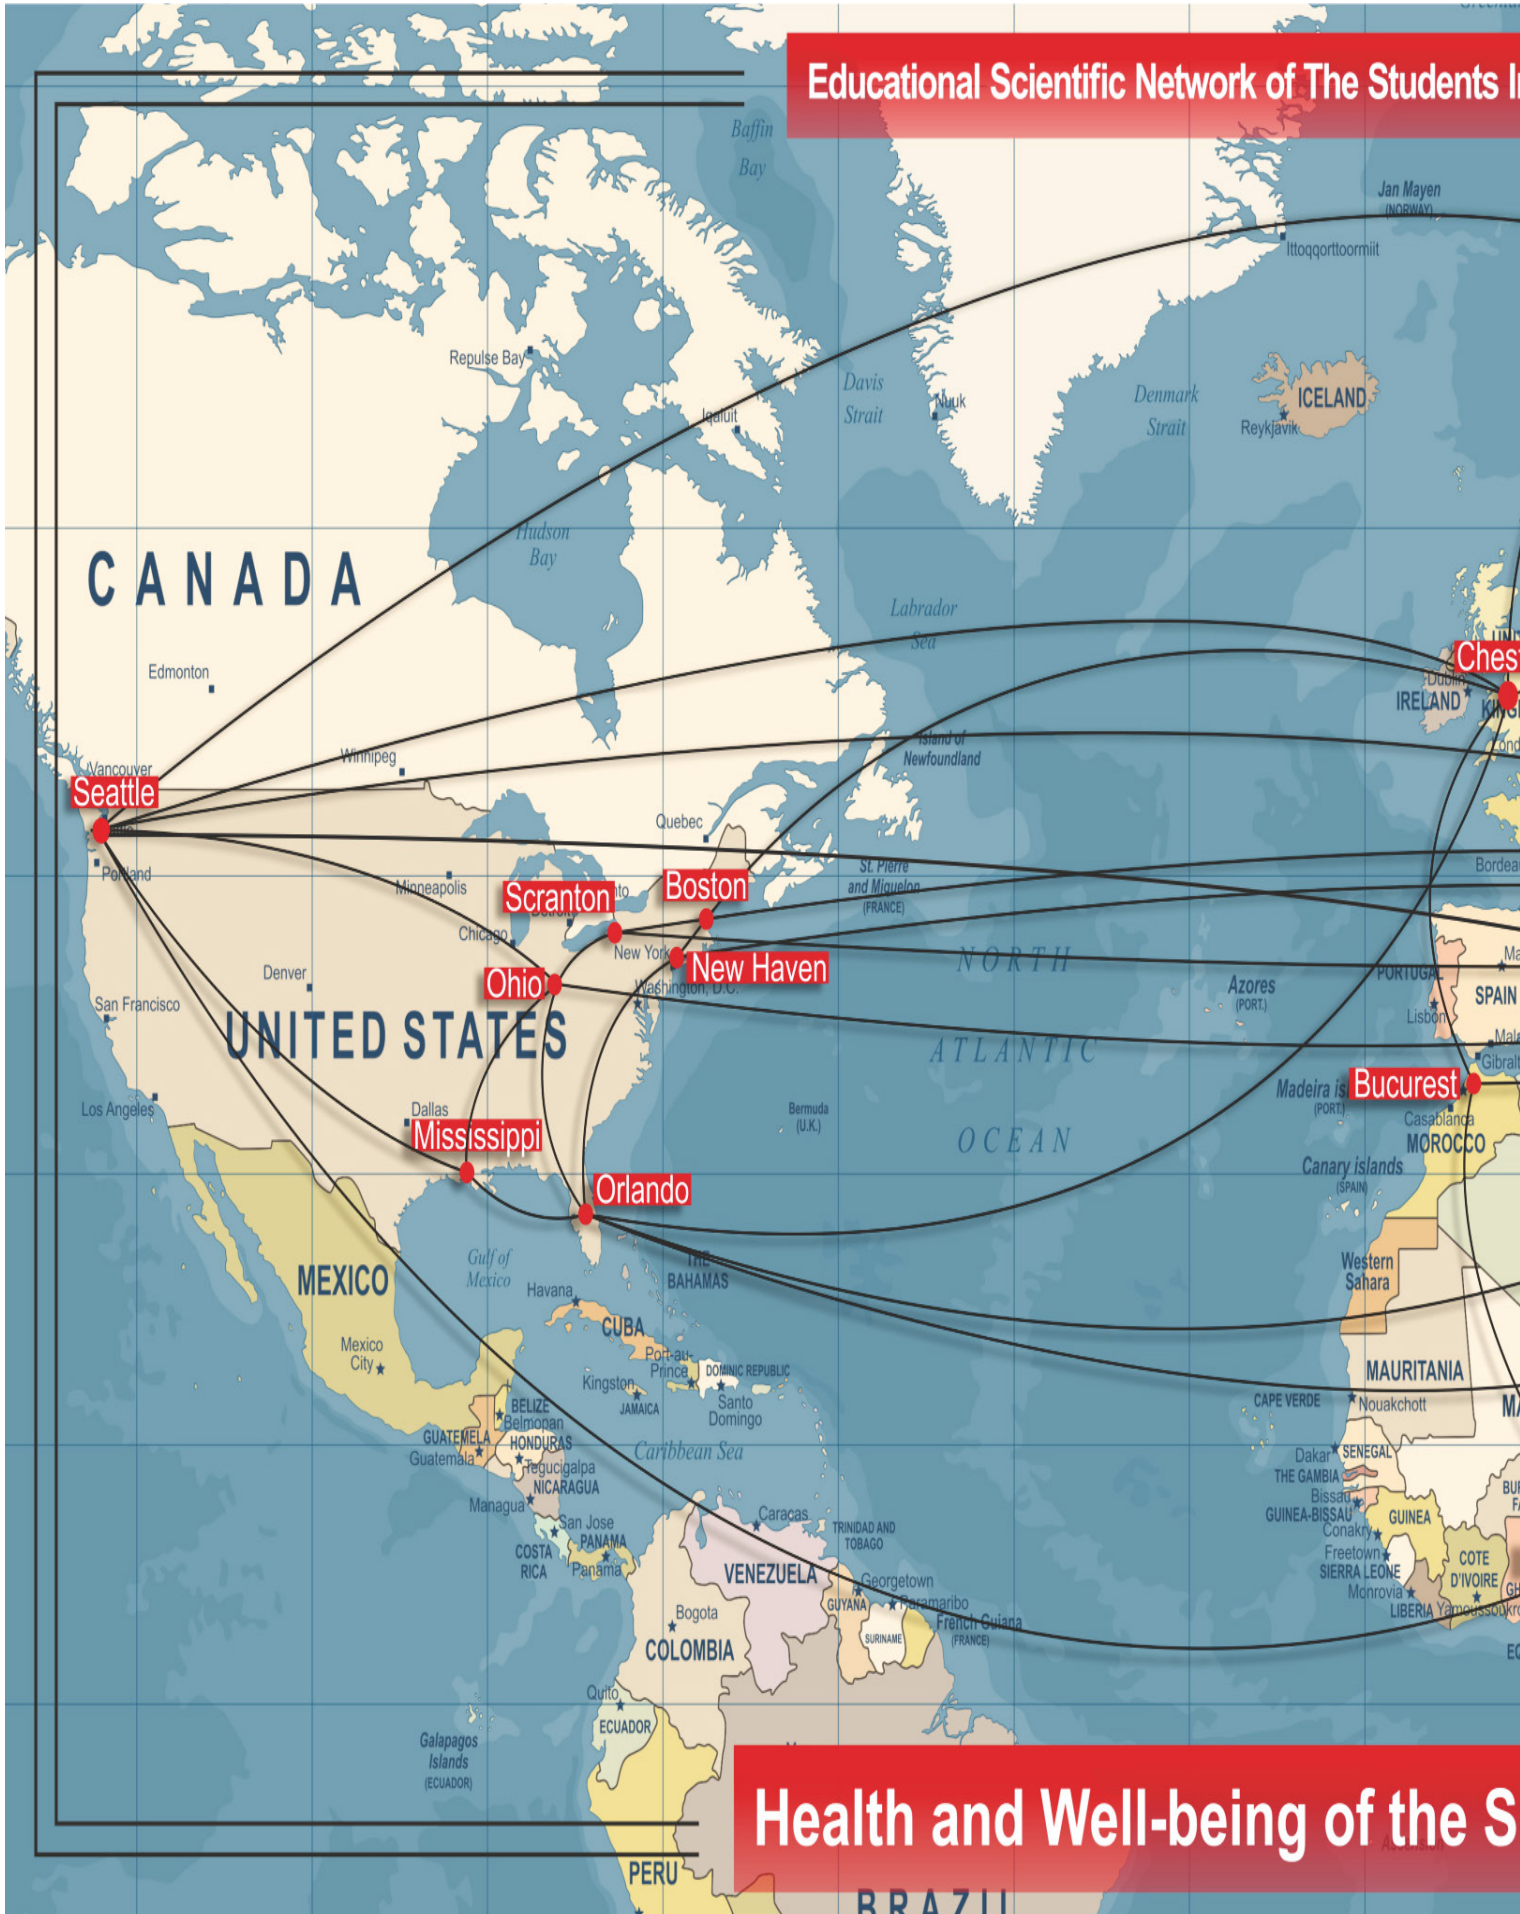 Educational Scientific Network of The Students
Baffin
Bay
Jan Mayen
(NORWAY)
Ittoqqorttoormiit
Repulse Bay
Davis
Strait
Iqaluit
Nuuk
Denmark
Strait
ICELAND
Reykjavik
Hudson
Bay
CANADA
Labrador
Sea
Edmonton
Dublin
IRELAND
Island of
Newfoundland
Winnipeg
Vancouver
Seattle
Portland
Quebec
Minneapolis
St. Pierre
and Miquelon
(FRANCE)
Scranton
Boston
Detroit
Chicago
New York
New Haven
Washington, D.C.
Ohio
Denver
San Francisco
UNITED STATES
NORTH
ATLANTIC
OCEAN
Azores
(PORT.)
PORTUGAL
SPAIN
Lisbon
Madeira
(PORT.)
Bucurest
Casablanca
MOROCCO
Los Angeles
Dallas
Mississippi
Bermuda
(U.K.)
Canary islands
(SPAIN)
Orlando
Gulf of
Mexico
THE
BAHAMAS
Western
Sahara
MEXICO
Havana
CUBA
Mexico
City
Port-au-
Prince
DOMINIC REPUBLIC
Kingston
JAMAICA
Santo
Domingo
MAURITANIA
Nouakchott
CAPE VERDE
BELIZE
Belmopan
GUATEMELA
Guatemala
HONDURAS
Tegucigalpa
NICARAGUA
Managua
Caribbean Sea
Dakar
SENEGAL
THE GAMBIA
Bissau
GUINEA-BISSAU
GUINEA
Conakry
Freetown
SIERRA LEONE
Monrovia
LIBERIA
COTE
D'IVOIRE
San Jose
COSTA
RICA
PANAMA
Panama
Caracas
TRINIDAD AND
TOBAGO
VENEZUELA
Georgetown
GUYANA
Paramaribo
SURINAME
French Guiana
(FRANCE)
Bogota
COLOMBIA
Quito
ECUADOR
Galapagos
Islands
(ECUADOR)
Health and Well-being of the
Ascension
PERU
BRAZIL